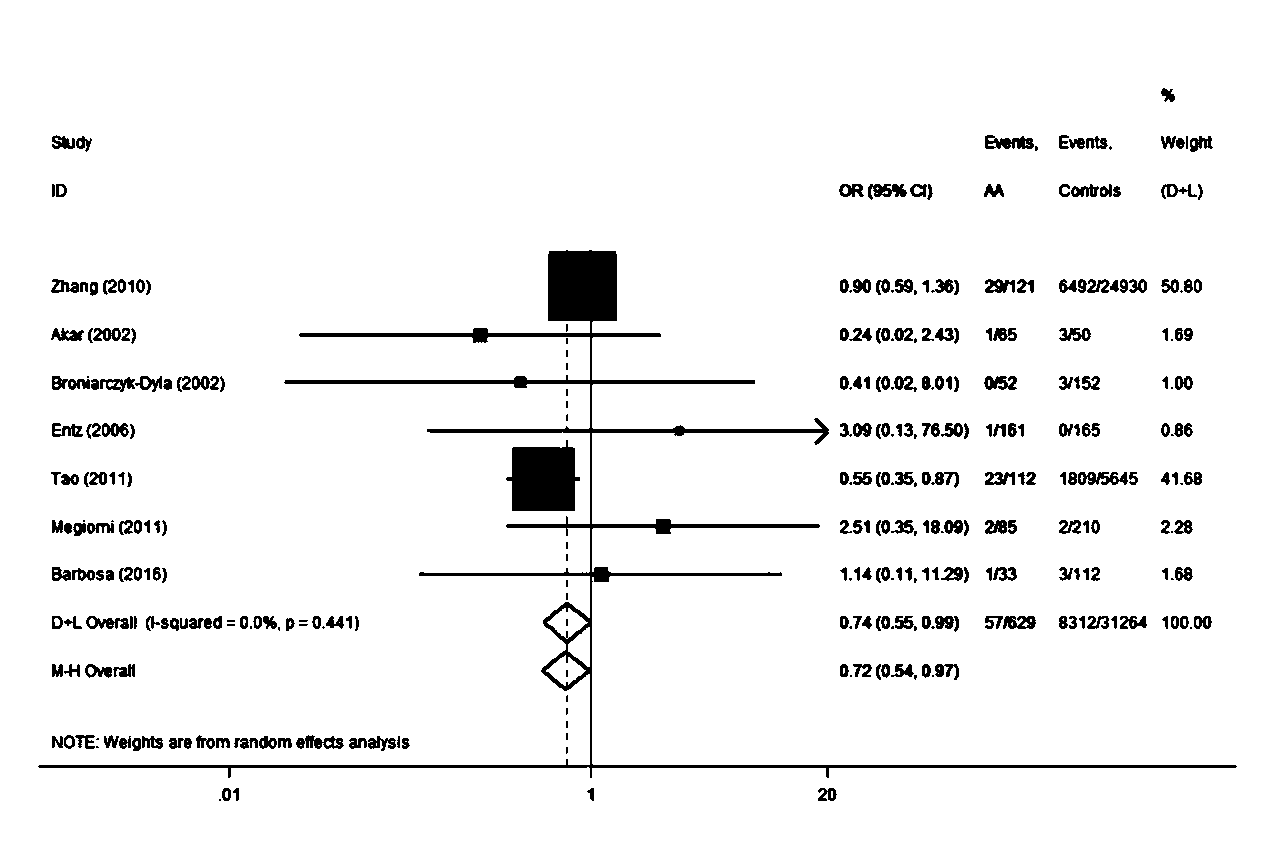 %
Study Events, Events, Weight
ID OR (95% CI) AA Controls (D+L)
Zhang (2010) 0.90 (0.59, 1.36) 29/121 6492/24930 50.80
Akar (2002) 0.24 (0.02, 2.43) 1/65 3/50 1.69
Broniarczyk-Dyla (2002) 0.41 (0.02, 8.01) 0/52 3/152 1.00
Entz (2006) 3.09 (0.13, 76.50) 1/161 0/165 0.86
Tao (2011) 0.55 (0.35, 0.87) 23/112 1809/5645 41.68
Megiorni (2011) 2.51 (0.35, 18.09) 2/85 2/210 2.28
Barbosa (2016) 1.14 (0.11, 11.29) 1/33 3/112 1.68
D+L Overall (I-squared = 0.0%, p = 0.441) 0.74 (0.55, 0.99) 57/629 8312/31264 100.00
M-H Overall 0.72 (0.54, 0.97)
NOTE: Weights are from random effects analysis
.01 1 20